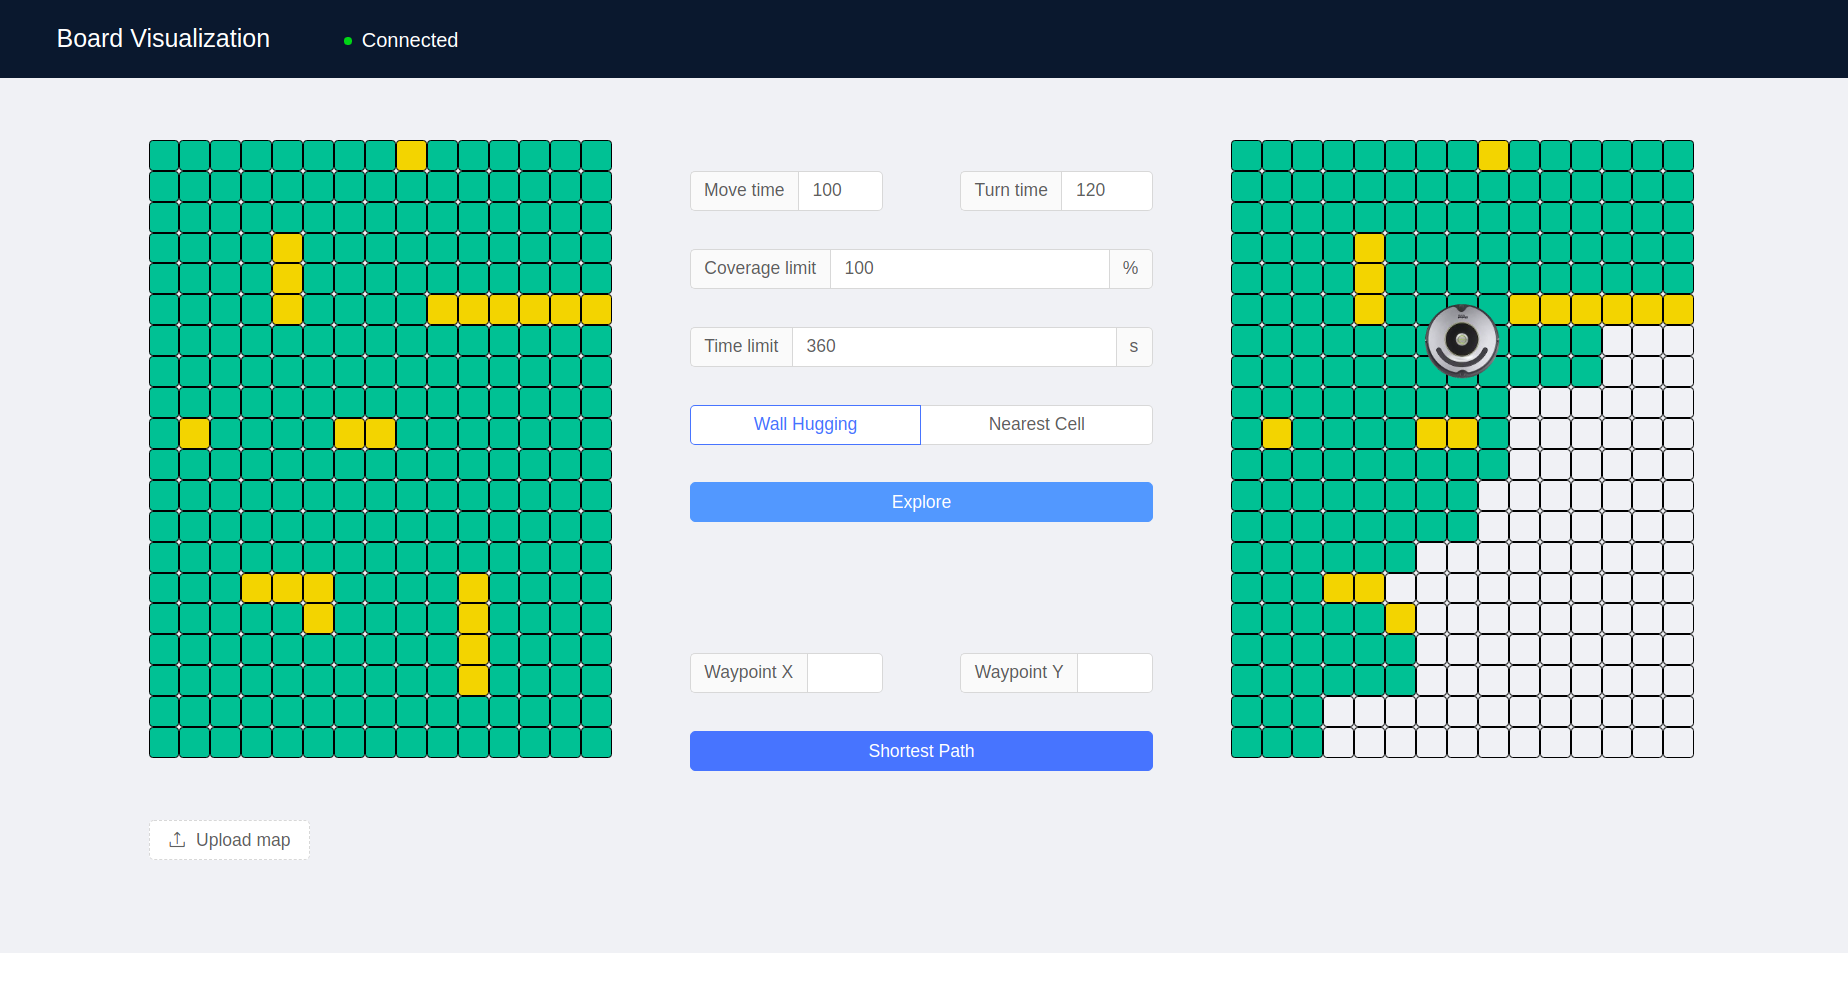 Board Visualization
Connected
Move time 100
Turn time 120
Coverage limit 100 %
Time limit 360 s
Wall Hugging
Nearest Cell
Explore
Waypoint X
Waypoint Y
Shortest Path
Upload map